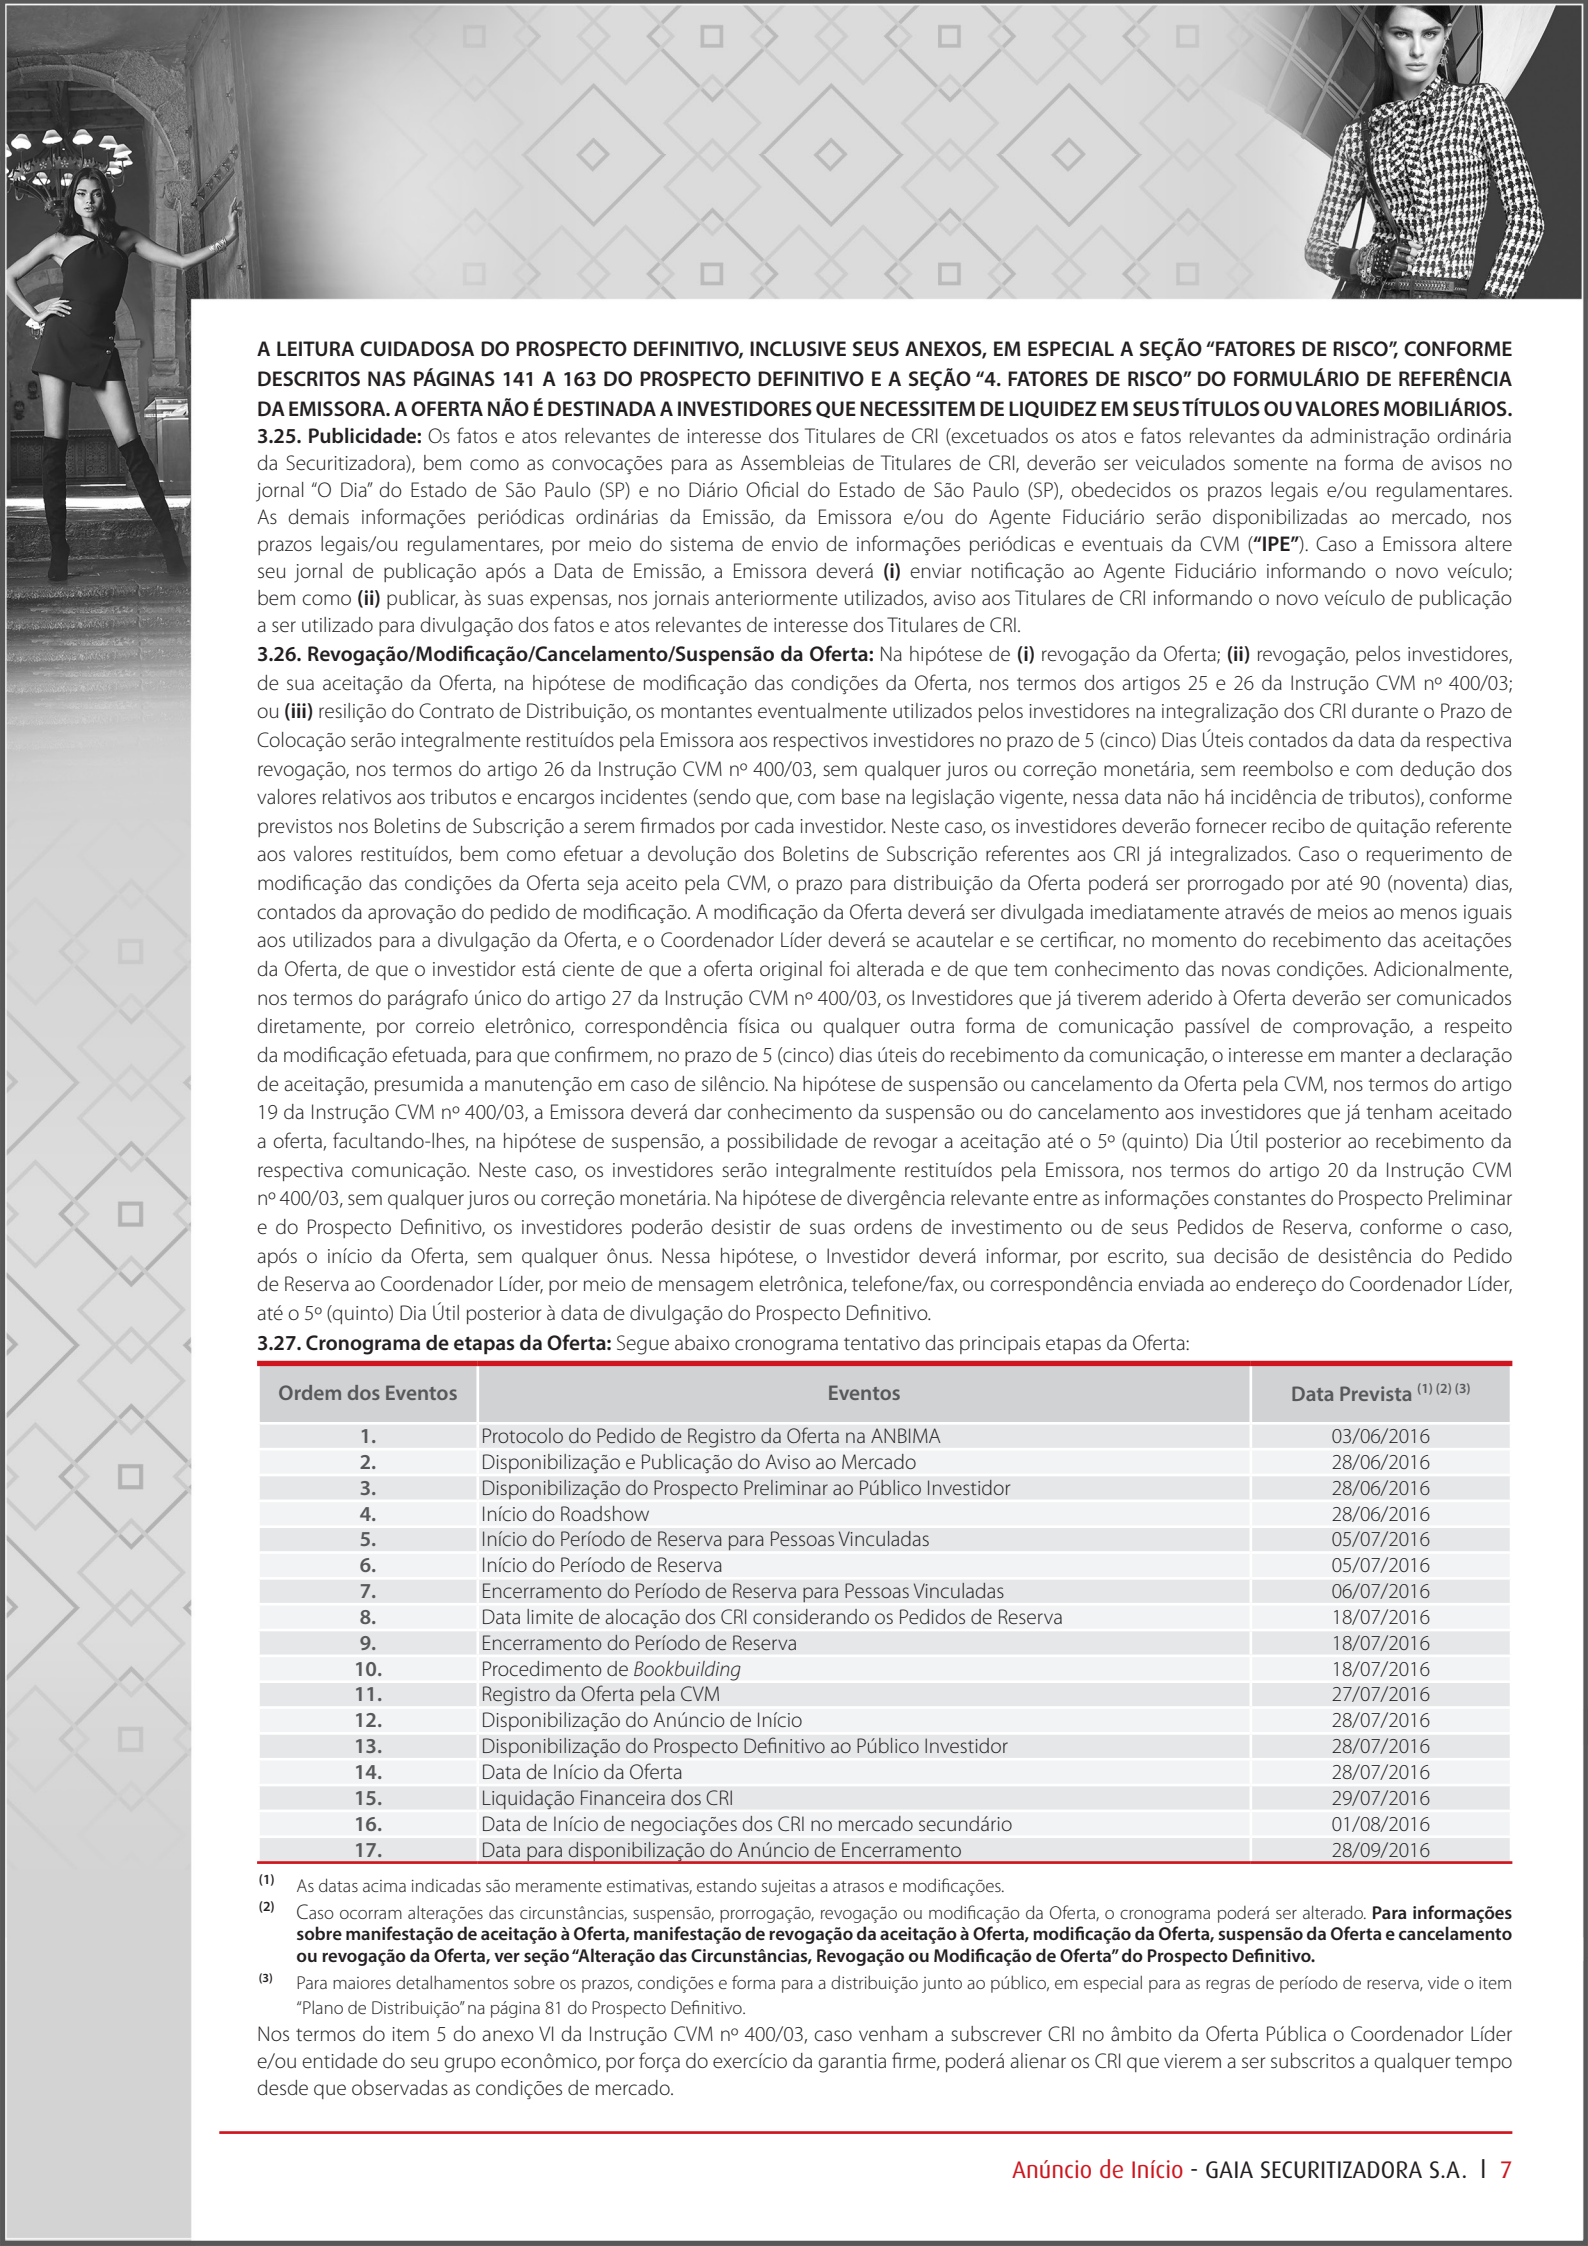 A LEITURA CUIDADOSA DO PROSPECTO DEFINITIVO, INCLUSIVE SEUS ANEXOS, EM ESPECIAL A SEÇÃO “FATORES DE RISCO”, CONFORME
DESCRITOS NAS PÁGINAS 141 A 163 DO PROSPECTO DEFINITIVO E A SEÇÃO “4. FATORES DE RISCO” DO FORMULÁRIO DE REFERÊNCIA
DA EMISSORA. A OFERTA NÃO É DESTINADA A INVESTIDORES QUE NECESSITEM DE LIQUIDEZ EM SEUS TÍTULOS OU VALORES MOBILIÁRIOS.
3.25. Publicidade: Os fatos e atos relevantes de interesse dos Titulares de CRI (excetuados os atos e fatos relevantes da administração ordinária
da Securitizadora), bem como as convocações para as Assembleias de Titulares de CRI, deverão ser veiculados somente na forma de avisos no
jornal “O Dia” do Estado de São Paulo (SP) e no Diário Oficial do Estado de São Paulo (SP), obedecidos os prazos legais e/ou regulamentares.
As demais informações periódicas ordinárias da Emissão, da Emissora e/ou do Agente Fiduciário serão disponibilizadas ao mercado, nos
prazos legais/ou regulamentares, por meio do sistema de envio de informações periódicas e eventuais da CVM (“IPE”). Caso a Emissora altere
seu jornal de publicação após a Data de Emissão, a Emissora deverá (i) enviar notificação ao Agente Fiduciário informando o novo veículo;
bem como (ii) publicar, às suas expensas, nos jornais anteriormente utilizados, aviso aos Titulares de CRI informando o novo veículo de publicação
a ser utilizado para divulgação dos fatos e atos relevantes de interesse dos Titulares de CRI.
3.26. Revogação/Modificação/Cancelamento/Suspensão da Oferta: Na hipótese de (i) revogação da Oferta; (ii) revogação, pelos investidores,
de sua aceitação da Oferta, na hipótese de modificação das condições da Oferta, nos termos dos artigos 25 e 26 da Instrução CVM nº 400/03;
ou (iii) resilição do Contrato de Distribuição, os montantes eventualmente utilizados pelos investidores na integralização dos CRI durante o Prazo de
Colocação serão integralmente restituídos pela Emissora aos respectivos investidores no prazo de 5 (cinco) Dias Úteis contados da data da respectiva
revogação, nos termos do artigo 26 da Instrução CVM nº 400/03, sem qualquer juros ou correção monetária, sem reembolso e com dedução dos
valores relativos aos tributos e encargos incidentes (sendo que, com base na legislação vigente, nessa data não há incidência de tributos), conforme
previstos nos Boletins de Subscrição a serem firmados por cada investidor. Neste caso, os investidores deverão fornecer recibo de quitação referente
aos valores restituídos, bem como efetuar a devolução dos Boletins de Subscrição referentes aos CRI já integralizados. Caso o requerimento de
modificação das condições da Oferta seja aceito pela CVM, o prazo para distribuição da Oferta poderá ser prorrogado por até 90 (noventa) dias,
contados da aprovação do pedido de modificação. A modificação da Oferta deverá ser divulgada imediatamente através de meios ao menos iguais
aos utilizados para a divulgação da Oferta, e o Coordenador Líder deverá se acautelar e se certificar, no momento do recebimento das aceitações
da Oferta, de que o investidor está ciente de que a oferta original foi alterada e de que tem conhecimento das novas condições. Adicionalmente,
nos termos do parágrafo único do artigo 27 da Instrução CVM nº 400/03, os Investidores que já tiverem aderido à Oferta deverão ser comunicados
diretamente, por correio eletrônico, correspondência física ou qualquer outra forma de comunicação passível de comprovação, a respeito
da modificação efetuada, para que confirmem, no prazo de 5 (cinco) dias úteis do recebimento da comunicação, o interesse em manter a declaração
de aceitação, presumida a manutenção em caso de silêncio. Na hipótese de suspensão ou cancelamento da Oferta pela CVM, nos termos do artigo
19 da Instrução CVM nº 400/03, a Emissora deverá dar conhecimento da suspensão ou do cancelamento aos investidores que já tenham aceitado
a oferta, facultando-lhes, na hipótese de suspensão, a possibilidade de revogar a aceitação até o 5º (quinto) Dia Útil posterior ao recebimento da
respectiva comunicação. Neste caso, os investidores serão integralmente restituídos pela Emissora, nos termos do artigo 20 da Instrução CVM
nº 400/03, sem qualquer juros ou correção monetária. Na hipótese de divergência relevante entre as informações constantes do Prospecto Preliminar
e do Prospecto Definitivo, os investidores poderão desistir de suas ordens de investimento ou de seus Pedidos de Reserva, conforme o caso,
após o início da Oferta, sem qualquer ônus. Nessa hipótese, o Investidor deverá informar, por escrito, sua decisão de desistência do Pedido
de Reserva ao Coordenador Líder, por meio de mensagem eletrônica, telefone/fax, ou correspondência enviada ao endereço do Coordenador Líder,
até o 5º (quinto) Dia Útil posterior à data de divulgação do Prospecto Definitivo.
3.27. Cronograma de etapas da Oferta: Segue abaixo cronograma tentativo das principais etapas da Oferta:
Ordem dos Eventos Eventos Data Prevista (1) (2) (3)
1. Protocolo do Pedido de Registro da Oferta na ANBIMA 03/06/2016
2. Disponibilização e Publicação do Aviso ao Mercado 28/06/2016
3. Disponibilização do Prospecto Preliminar ao Público Investidor 28/06/2016
4. Início do Roadshow 28/06/2016
5. Início do Período de Reserva para Pessoas Vinculadas 05/07/2016
6. Início do Período de Reserva 05/07/2016
7. Encerramento do Período de Reserva para Pessoas Vinculadas 06/07/2016
8. Data limite de alocação dos CRI considerando os Pedidos de Reserva 18/07/2016
9. Encerramento do Período de Reserva 18/07/2016
10. Procedimento de Bookbuilding 18/07/2016
11. Registro da Oferta pela CVM 27/07/2016
12. Disponibilização do Anúncio de Início 28/07/2016
13. Disponibilização do Prospecto Definitivo ao Público Investidor 28/07/2016
14. Data de Início da Oferta 28/07/2016
15. Liquidação Financeira dos CRI 29/07/2016
16. Data de Início de negociações dos CRI no mercado secundário 01/08/2016
17. Data para disponibilização do Anúncio de Encerramento 28/09/2016
(1) As datas acima indicadas são meramente estimativas, estando sujeitas a atrasos e modificações.
(2) Caso ocorram alterações das circunstâncias, suspensão, prorrogação, revogação ou modificação da Oferta, o cronograma poderá ser alterado. Para informações
sobre manifestação de aceitação à Oferta, manifestação de revogação da aceitação à Oferta, modificação da Oferta, suspensão da Oferta e cancelamento
ou revogação da Oferta, ver seção “Alteração das Circunstâncias, Revogação ou Modificação de Oferta” do Prospecto Definitivo.
(3) Para maiores detalhamentos sobre os prazos, condições e forma para a distribuição junto ao público, em especial para as regras de período de reserva, vide o item
“Plano de Distribuição” na página 81 do Prospecto Definitivo.
Nos termos do item 5 do anexo VI da Instrução CVM nº 400/03, caso venham a subscrever CRI no âmbito da Oferta Pública o Coordenador Líder
e/ou entidade do seu grupo econômico, por força do exercício da garantia firme, poderá alienar os CRI que vierem a ser subscritos a qualquer tempo
desde que observadas as condições de mercado.
Anúncio de Início - GAIA SECURITIZADORA S.A. | 7